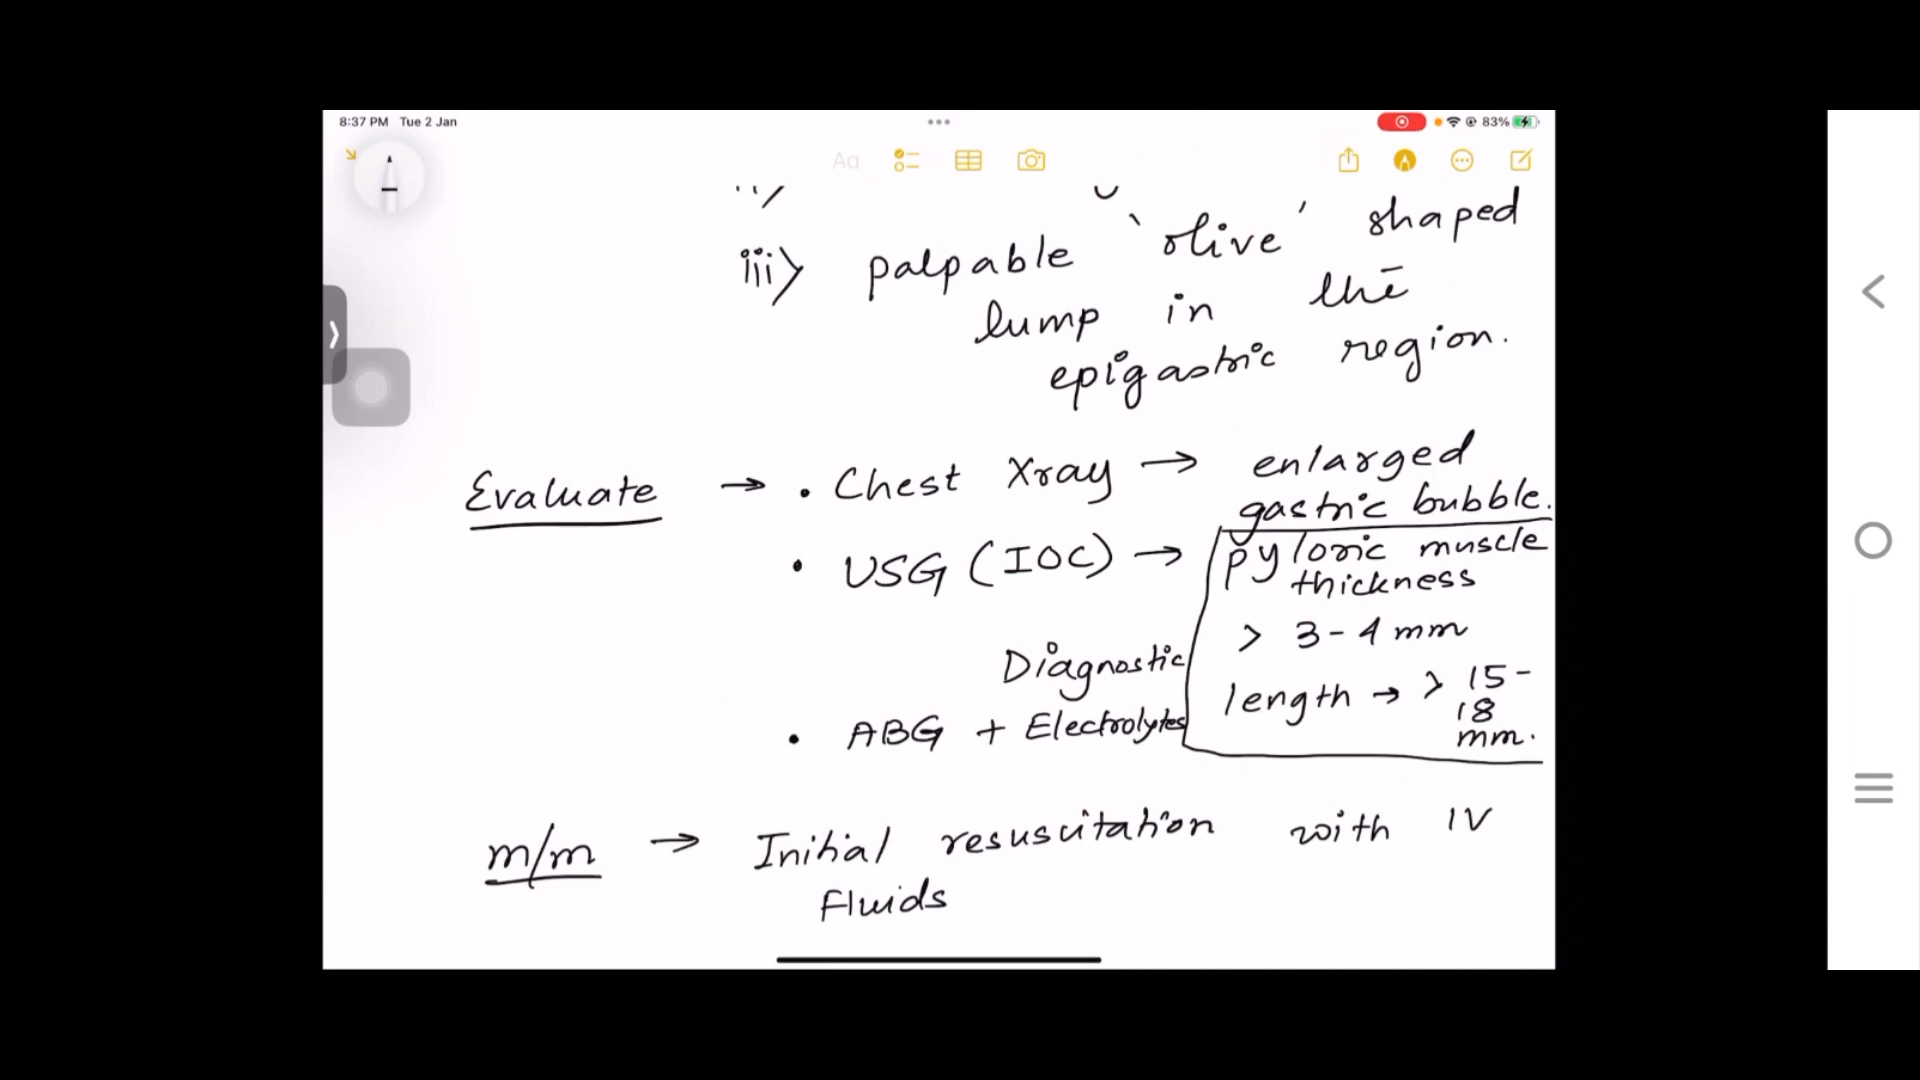 8:37 PM Tue 2 Jan
83%
Aa
iii) palpable 'olive' shaped
lump in the
epigastric region.
Evaluate → • Chest Xray → enlarged
gastric bubble.
• USG (IOC) → pyloric muscle
thickness
> 3-4 mm
Diagnostic
length → > 15-
18
mm.
• ABG + Electrolytes
m/m → Initial resuscitation with IV
Fluids